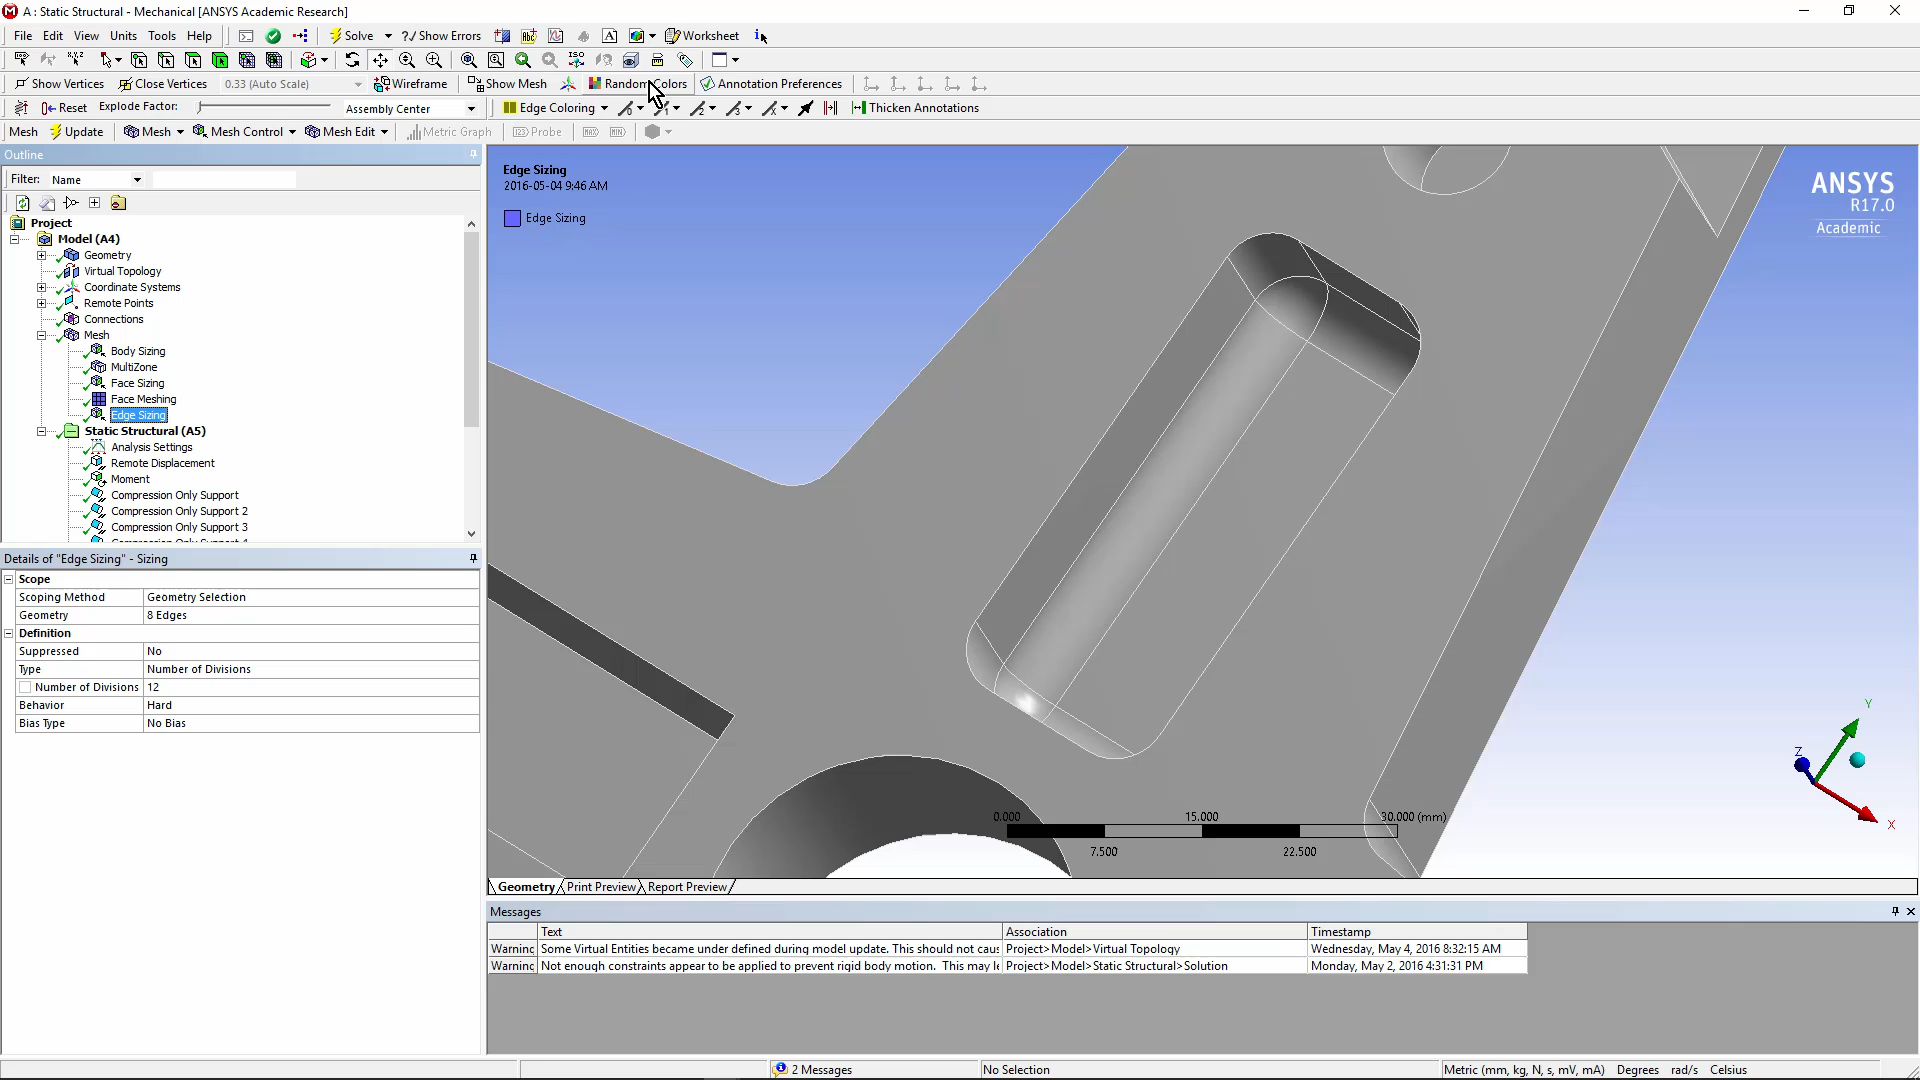 A : Static Structural - Mechanical [ANSYS Academic Research]
File Edit View Units Tools Help Solve ?/ Show Errors Worksheet
Show Vertices Close Vertices 0.33 (Auto Scale) Wireframe Show Mesh Random Colors Annotation Preferences
Reset Explode Factor: Assembly Center Edge Coloring Thicken Annotations
Mesh Update Mesh Mesh Control Mesh Edit Metric Graph Probe
Outline
Filter: Name
Project
Model (A4)
Geometry
Virtual Topology
Coordinate Systems
Remote Points
Connections
Mesh
Body Sizing
MultiZone
Face Sizing
Face Meshing
Edge Sizing
Static Structural (A5)
Analysis Settings
Remote Displacement
Moment
Compression Only Support
Compression Only Support 2
Compression Only Support 3
Details of "Edge Sizing" - Sizing
Scope
Scoping Method Geometry Selection
Geometry 8 Edges
Definition
Suppressed No
Type Number of Divisions
Number of Divisions 12
Behavior Hard
Bias Type No Bias
Edge Sizing
2016-05-04 9:46 AM
Edge Sizing
ANSYS
R17.0
Academic
Y
Z
X
0.000 15.000 30.000 (mm)
7.500 22.500
Geometry Print Preview Report Preview
Messages
Text Association Timestamp
Warning Some Virtual Entities became under defined during model update. This should not caus Project>Model>Virtual Topology Wednesday, May 4, 2016 8:32:15 AM
Warning Not enough constraints appear to be applied to prevent rigid body motion. This may le Project>Model>Static Structural>Solution Monday, May 2, 2016 4:31:31 PM
2 Messages No Selection Metric (mm, kg, N, s, mV, mA) Degrees rad/s Celsius